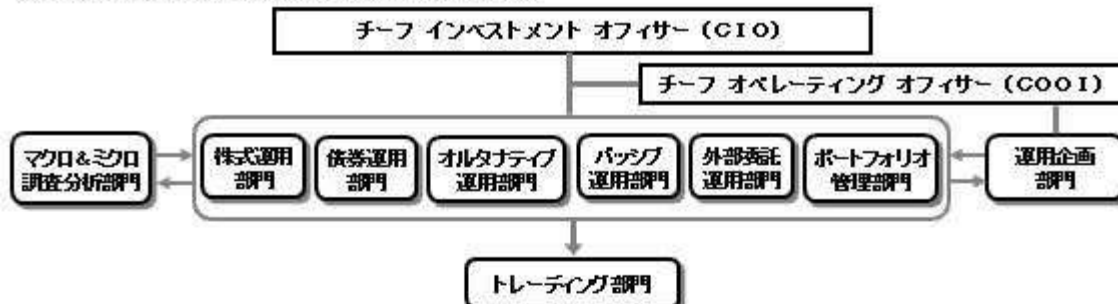 チーフ インベストメント オフィサー (CIO)
チーフ オペレーティング オフィサー (COOI)
マクロ&ミクロ
調査分析部門
株式運用
部門
債券運用
部門
オルタナティブ
運用部門
パッシブ
運用部門
外部委託
運用部門
ポートフォリオ
管理部門
運用企画
部門
トレーディング部門